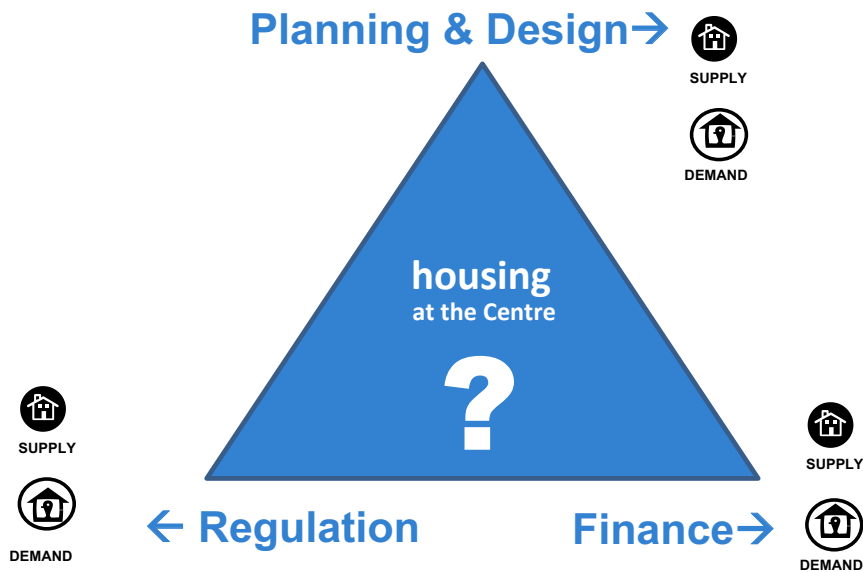 Planning & Design→
SUPPLY
DEMAND
housing
at the Centre
?
SUPPLY
DEMAND
← Regulation
Finance→
SUPPLY
DEMAND